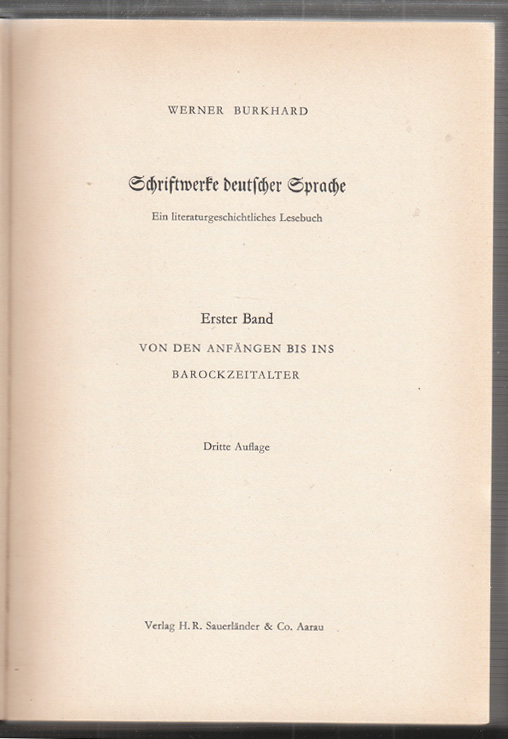 WERNER BURKHARD
Schriftwerke deutscher Sprache
Ein literaturgeschichtliches Lesebuch
Erster Band
VON DEN ANFÄNGEN BIS INS
BAROCKZEITALTER
Dritte Auflage
Verlag H. R. Sauerländer & Co. Aarau